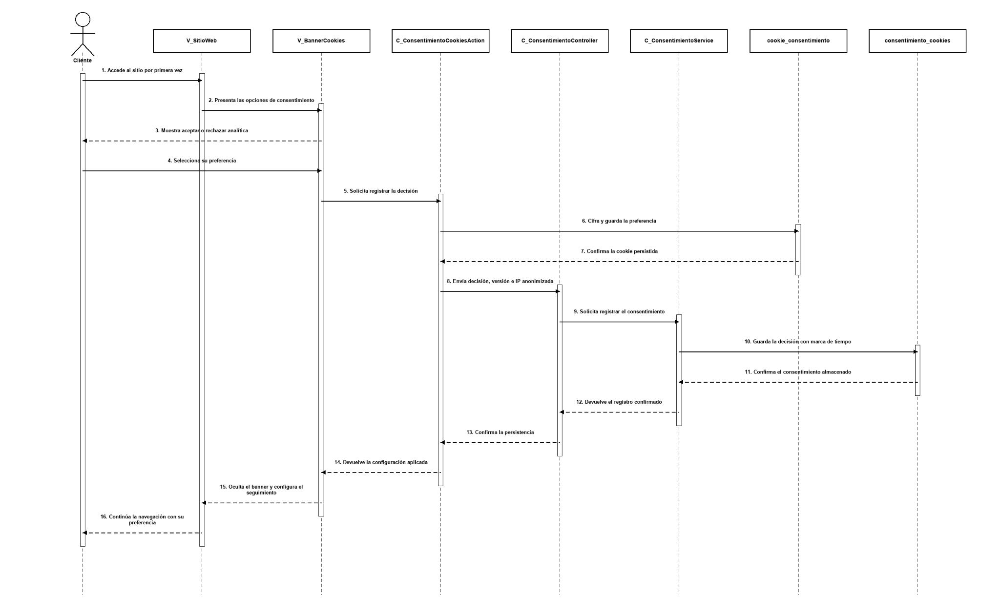 Cliente
V_SitioWeb
V_BannerCookies
C_ConsentimientoCookiesAction
C_ConsentimientoController
C_ConsentimientoService
cookie_consentimiento
consentimiento_cookies
1. Accede al sitio por primera vez
2. Presenta las opciones de consentimiento
3. Muestra aceptar o rechazar analítica
4. Selecciona su preferencia
5. Solicita registrar la decisión
6. Cifra y guarda la preferencia
7. Confirma la cookie persistida
8. Envía decisión, versión e IP anonimizada
9. Solicita registrar el consentimiento
10. Guarda la decisión con marca de tiempo
11. Confirma el consentimiento almacenado
12. Devuelve el registro confirmado
13. Confirma la persistencia
14. Devuelve la configuración aplicada
15. Oculta el banner y configura el
seguimiento
16. Continúa la navegación con su
preferencia